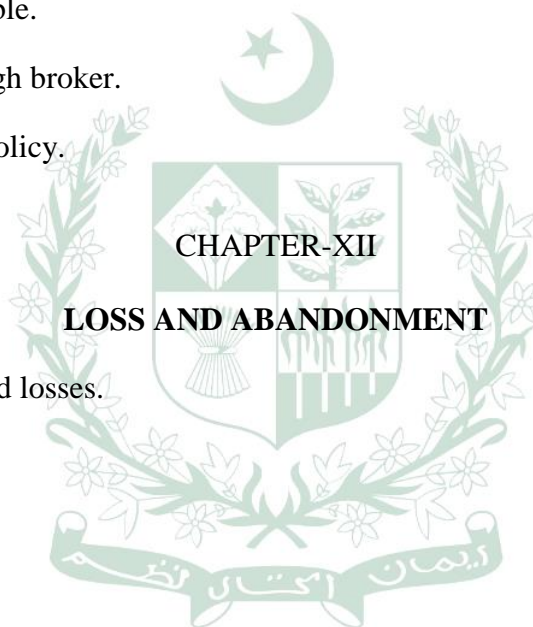 ble.
gh broker.
olicy.
CHAPTER-XII
LOSS AND ABANDONMENT
d losses.
ایمان اتحاد نظم